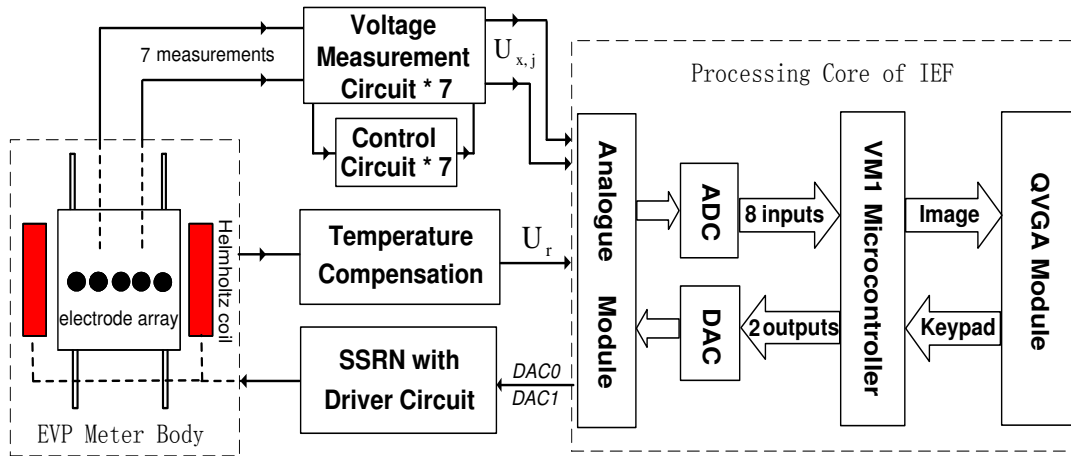 7 measurements
Voltage
Measurement
Circuit * 7
U x,j
Control
Circuit * 7
Processing Core of IEF
Helmholtz coil
electrode array
EVP Meter Body
Temperature
Compensation
U r
SSRN with
Driver Circuit
DAC0
DAC1
Analogue Module
ADC
DAC
8 inputs
2 outputs
VM1 Microcontroller
Image
Keypad
QVGA Module